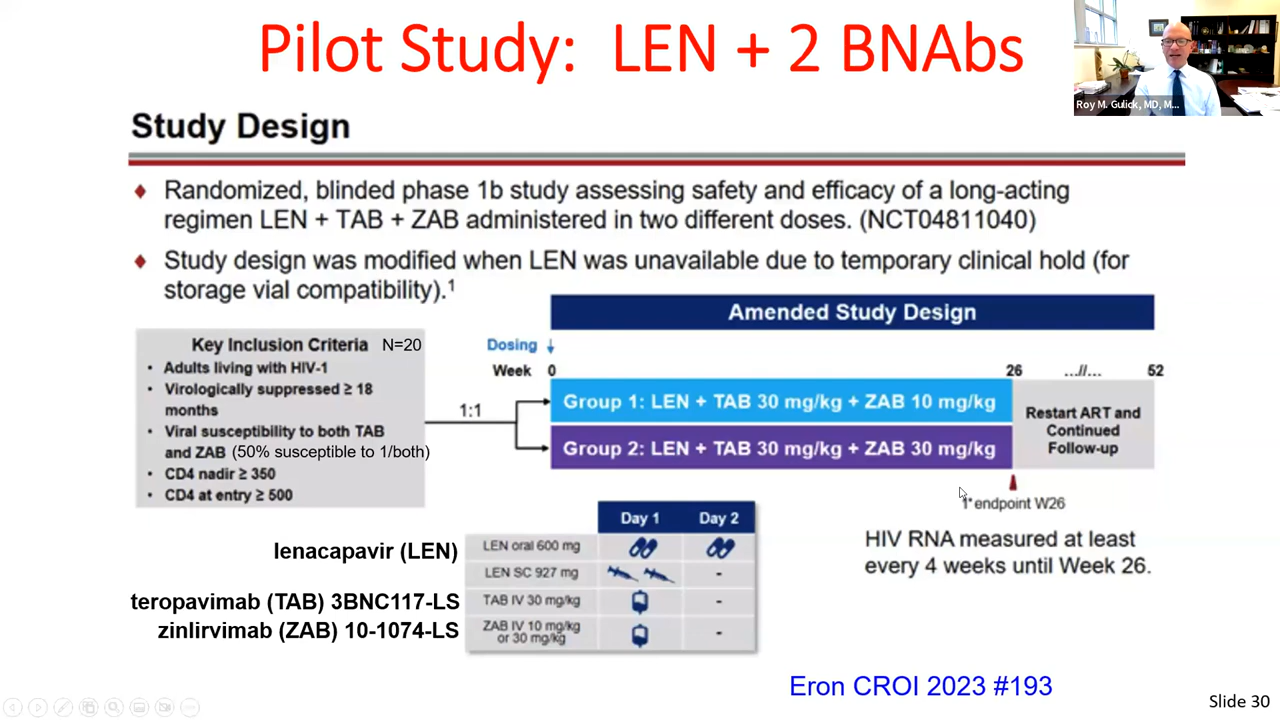 Pilot Study: LEN + 2 BNAbs
Roy M. Gulick, MD, M...
Study Design
Randomized, blinded phase 1b study assessing safety and efficacy of a long-acting
regimen LEN + TAB + ZAB administered in two different doses. (NCT04811040)
Study design was modified when LEN was unavailable due to temporary clinical hold (for
storage vial compatibility).1
Amended Study Design
Key Inclusion Criteria N=20
• Adults living with HIV-1
• Virologically suppressed ≥ 18
months
• Viral susceptibility to both TAB
and ZAB (50% susceptible to 1/both)
• CD4 nadir ≥ 350
• CD4 at entry ≥ 500
1:1
Dosing
Week 0 26 ...//... 52
Group 1: LEN + TAB 30 mg/kg + ZAB 10 mg/kg
Group 2: LEN + TAB 30 mg/kg + ZAB 30 mg/kg
Restart ART and
Continued
Follow-up
1° endpoint W26
HIV RNA measured at least
every 4 weeks until Week 26.
Day 1 Day 2
lenacapavir (LEN) LEN oral 600 mg
LEN SC 927 mg -
teropavimab (TAB) 3BNC117-LS TAB IV 30 mg/kg -
zinlirvimab (ZAB) 10-1074-LS ZAB IV 10 mg/kg
or 30 mg/kg -
Eron CROI 2023 #193
Slide 30